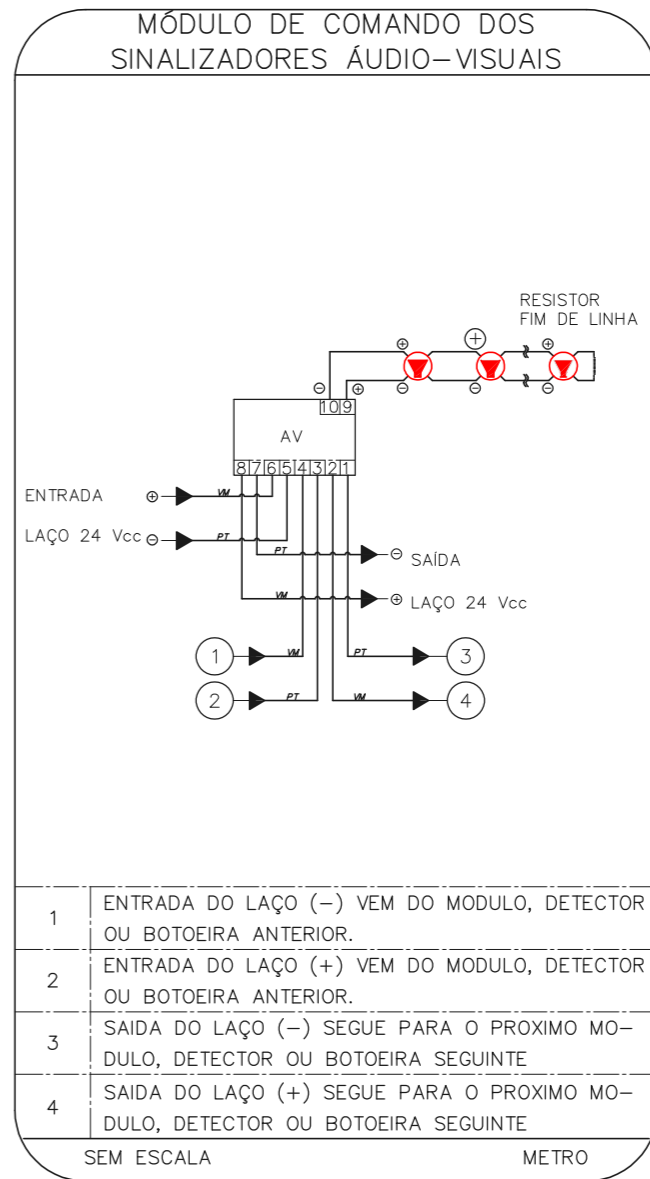 MÓDULO DE COMANDO DOS
SINALIZADORES ÁUDIO–VISUAIS
RESISTOR
FIM DE LINHA
⊕ ⊕ ⊕
⊖ ⊕ ⊖ ⊖ ⊖
10 9
AV
8 7 6 5 4 3 2 1
ENTRADA ⊕ VM
LAÇO 24 Vcc ⊖ PT
PT ⊖ SAÍDA
VM ⊕ LAÇO 24 Vcc
1 VM PT 3
2 PT VM 4
1 ENTRADA DO LAÇO (–) VEM DO MODULO, DETECTOR
OU BOTOEIRA ANTERIOR.
2 ENTRADA DO LAÇO (+) VEM DO MODULO, DETECTOR
OU BOTOEIRA ANTERIOR.
3 SAIDA DO LAÇO (–) SEGUE PARA O PROXIMO MO–
DULO, DETECTOR OU BOTOEIRA SEGUINTE
4 SAIDA DO LAÇO (+) SEGUE PARA O PROXIMO MO–
DULO, DETECTOR OU BOTOEIRA SEGUINTE
SEM ESCALA METRO